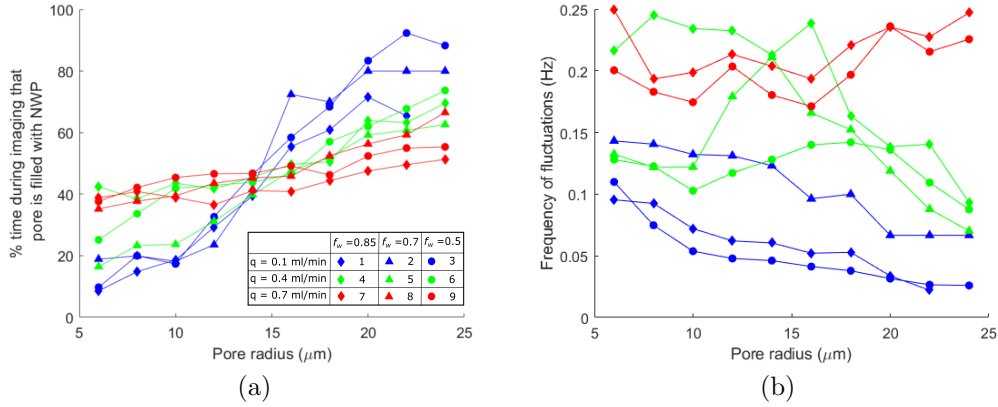 100
80
60
40
20
0
% time during imaging that
pore is filled with NWP
5
10
15
20
25
Pore radius (μm)
fw =0.85 fw =0.7 fw =0.5
q = 0.1 ml/min 1 2 3
q = 0.4 ml/min 4 5 6
q = 0.7 ml/min 7 8 9
(a)
0.25
0.2
0.15
0.1
0.05
0
Frequency of fluctuations (Hz)
5
10
15
20
25
Pore radius (μm)
(b)